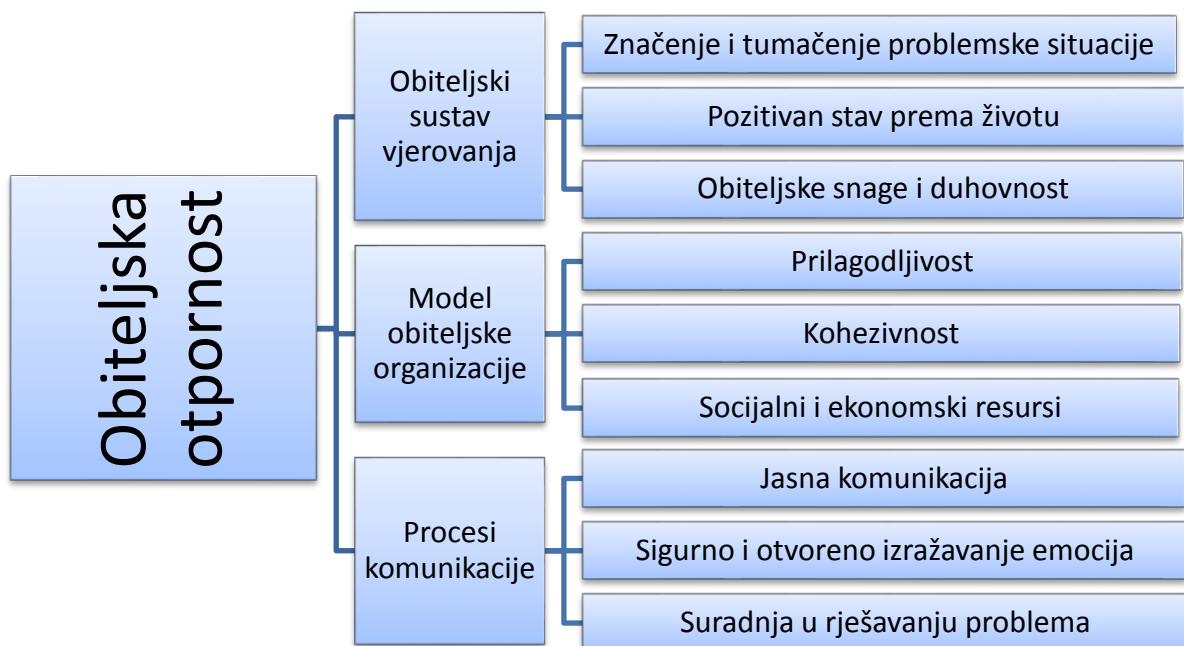 Obiteljska
otpornost
Obiteljski
sustav
vjerovanja
Značenje i tumačenje problemske situacije
Pozitivan stav prema životu
Obiteljske snage i duhovnost
Model
obiteljske
organizacije
Prilagodljivost
Kohezivnost
Socijalni i ekonomski resursi
Procesi
komunikacije
Jasna komunikacija
Sigurno i otvoreno izražavanje emocija
Suradnja u rješavanju problema